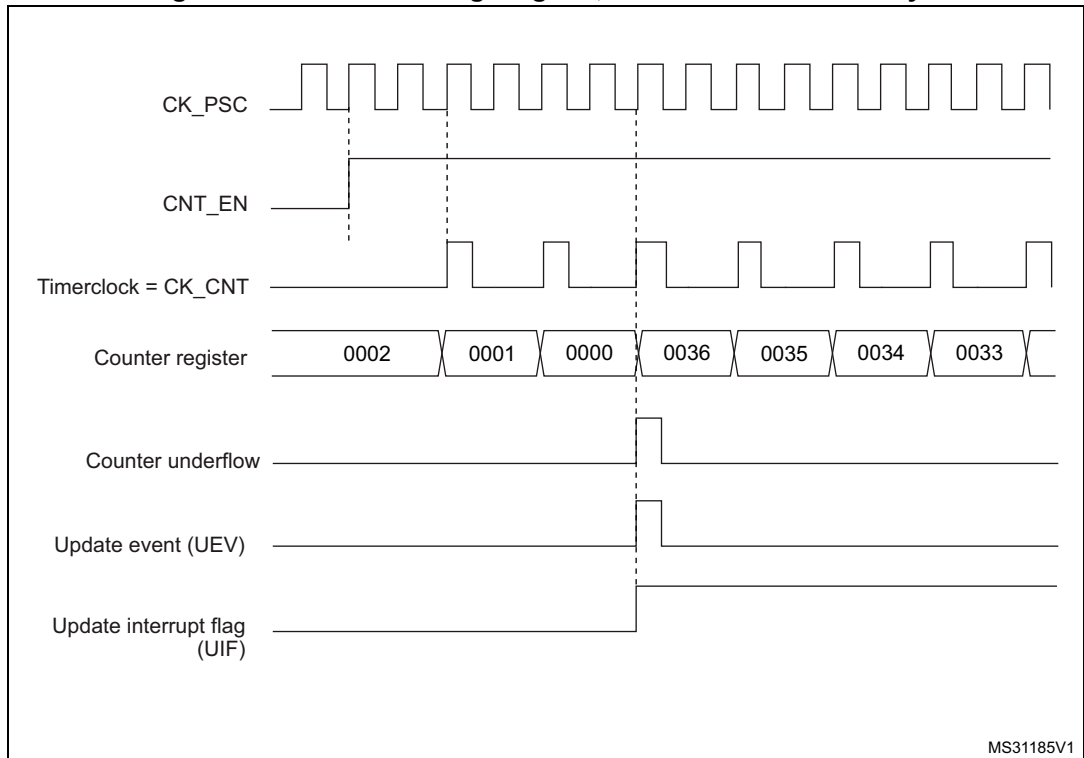 CK_PSC
CNT_EN
Timerclock = CK_CNT
Counter register
0002 0001 0000 0036 0035 0034 0033
Counter underflow
Update event (UEV)
Update interrupt flag
(UIF)
MS31185V1